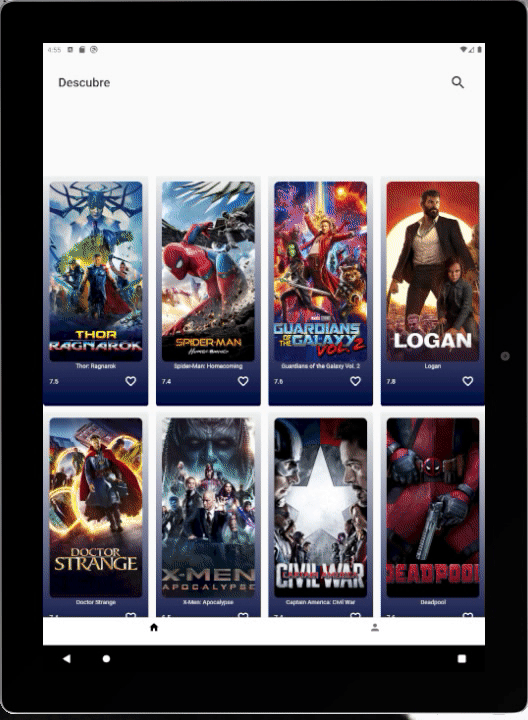 4:55
Descubre
THOR
RAGNAROK
SPIDER-MAN
HOMECOMING
MARVEL STUDIOS
GUARDIANS
OF THE
GALAXY
VOL. 2
LOGAN
Thor: Ragnarok
Spider-Man: Homecoming
Guardians of the Galaxy Vol. 2
Logan
7.5
7.4
7.6
7.8
DOCTOR
STRANGE
X-MEN
APOCALYPSE
CIVIL WAR
DEADPOOL
Doctor Strange
X-Men: Apocalypse
Captain America: Civil War
Deadpool